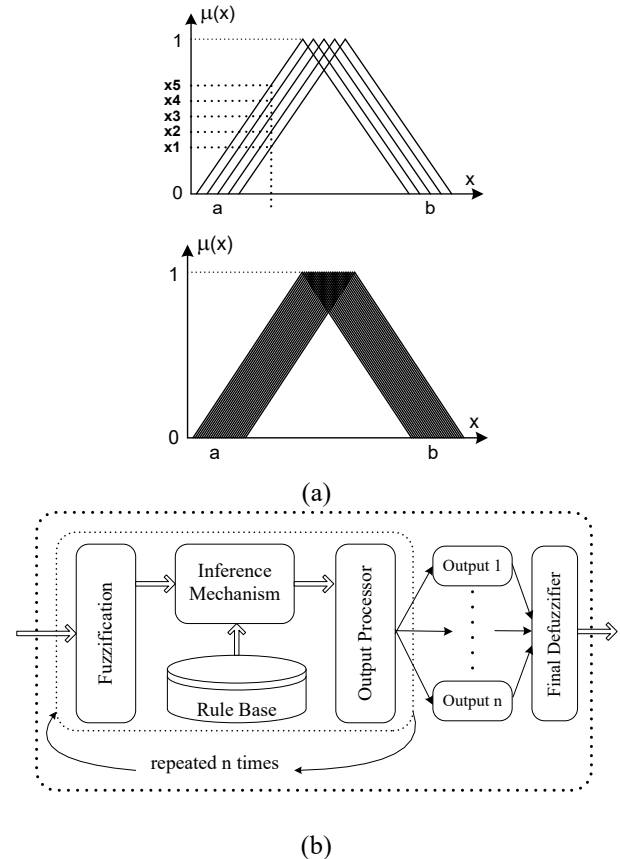 μ(x)
1
x5
x4
x3
x2
x1
0
a
b
x
μ(x)
1
0
a
b
x
(a)
Fuzzification
Inference
Mechanism
Rule Base
Output Processor
Output 1
Output n
Final Defuzzifier
repeated n times
(b)